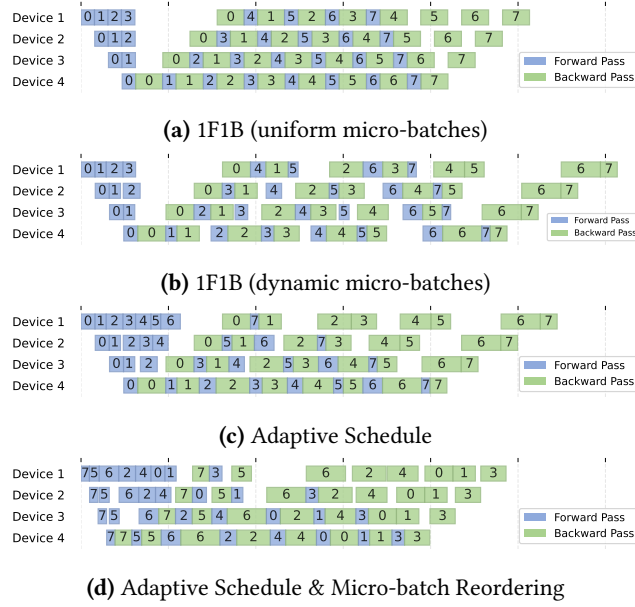 Device 1 0 1 2 3 0 4 1 5 2 6 3 7 4 5 6 7
Device 2 0 1 2 3 0 3 1 4 2 5 3 6 4 7 5 6 7
Device 3 0 1 0 2 1 3 2 4 3 5 4 6 5 7 6 7
Device 4 0 0 1 1 2 2 3 3 4 4 5 5 6 6 7 7
Forward Pass
Backward Pass
(a) 1F1B (uniform micro-batches)
Device 1 0 1 2 3 0 4 1 5 2 6 3 7 4 5 6 7
Device 2 0 1 2 0 3 1 4 2 5 3 6 4 7 5 6 7
Device 3 0 1 0 2 1 3 2 4 3 5 4 6 5 7 6 7
Device 4 0 0 1 1 2 2 3 3 4 4 5 5 6 6 7 7
Forward Pass
Backward Pass
(b) 1F1B (dynamic micro-batches)
Device 1 0 1 2 3 4 5 6 0 7 1 2 3 4 5 6 7
Device 2 0 1 2 3 4 0 5 1 6 2 7 3 4 5 6 7
Device 3 0 1 2 0 3 1 4 2 5 3 6 4 7 5 6 7
Device 4 0 0 1 1 2 2 3 3 4 4 5 5 6 6 7 7
Forward Pass
Backward Pass
(c) Adaptive Schedule
Device 1 7 5 6 2 4 0 1 7 3 5 6 2 4 0 1 3
Device 2 7 5 6 2 4 7 0 5 1 6 3 2 4 0 1 3
Device 3 7 5 6 7 2 5 4 6 0 2 1 4 3 0 1 3
Device 4 7 7 5 5 6 6 2 2 4 4 0 0 1 1 3 3
Forward Pass
Backward Pass
(d) Adaptive Schedule & Micro-batch Reordering